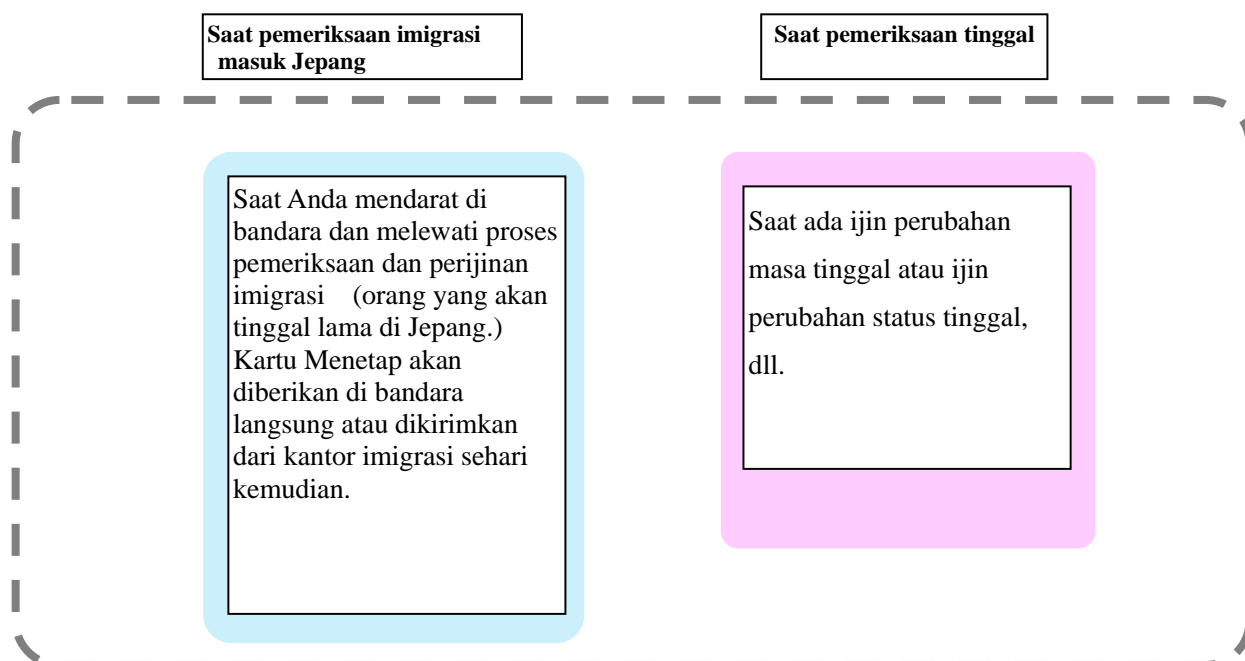 Saat pemeriksaan imigrasi
masuk Jepang
Saat pemeriksaan tinggal
Saat Anda mendarat di
bandara dan melewati proses
pemeriksaan dan perijinan
imigrasi (orang yang akan
tinggal lama di Jepang.)
Kartu Menetap akan
diberikan di bandara
langsung atau dikirimkan
dari kantor imigrasi sehari
kemudian.
Saat ada ijin perubahan
masa tinggal atau ijin
perubahan status tinggal,
dll.